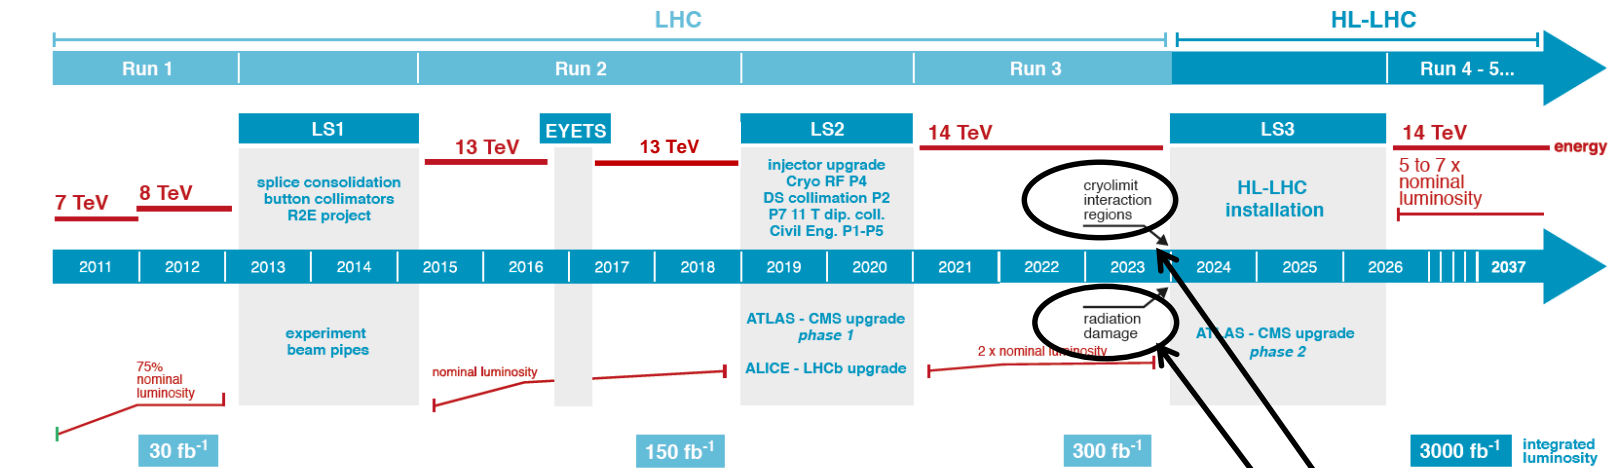 LHC
HL-LHC
Run 1
Run 2
Run 3
Run 4 - 5...
LS1
EYETS
LS2
LS3
7 TeV
8 TeV
13 TeV
13 TeV
14 TeV
14 TeV
energy
splice consolidation
button collimators
R2E project
injector upgrade
Cryo RF P4
DS collimation P2
P7 11 T dip. coll.
Civil Eng. P1-P5
cryolimit
interaction
regions
HL-LHC
installation
5 to 7 x
nominal
luminosity
2011
2012
2013
2014
2015
2016
2017
2018
2019
2020
2021
2022
2023
2024
2025
2026
2037
experiment
beam pipes
ATLAS - CMS upgrade
phase 1
ALICE - LHCb upgrade
radiation
damage
ATLAS - CMS upgrade
phase 2
75%
nominal
luminosity
nominal luminosity
2 x nominal luminosity
30 fb-1
150 fb-1
300 fb-1
3000 fb-1
integrated
luminosity